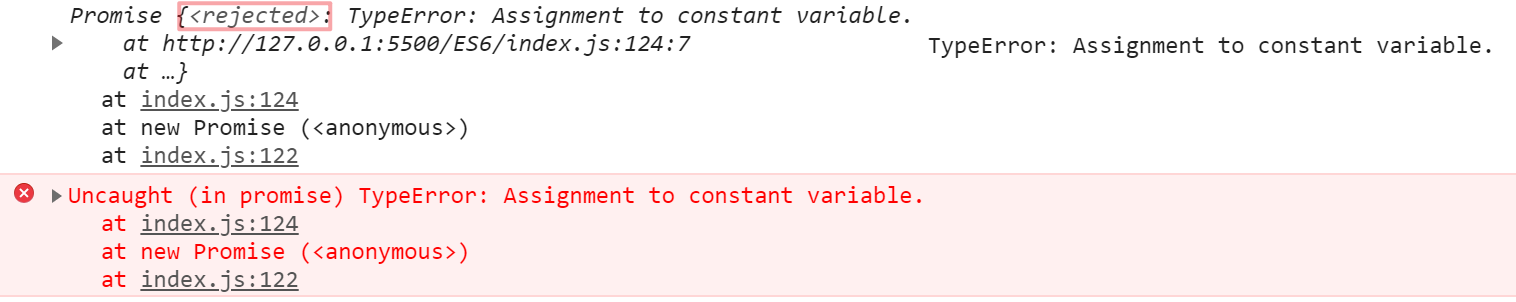 Promise {<rejected>: TypeError: Assignment to constant variable.
at http://127.0.0.1:5500/ES6/index.js:124:7
at …}
TypeError: Assignment to constant variable.
at index.js:124
at new Promise (<anonymous>)
at index.js:122
Uncaught (in promise) TypeError: Assignment to constant variable.
at index.js:124
at new Promise (<anonymous>)
at index.js:122